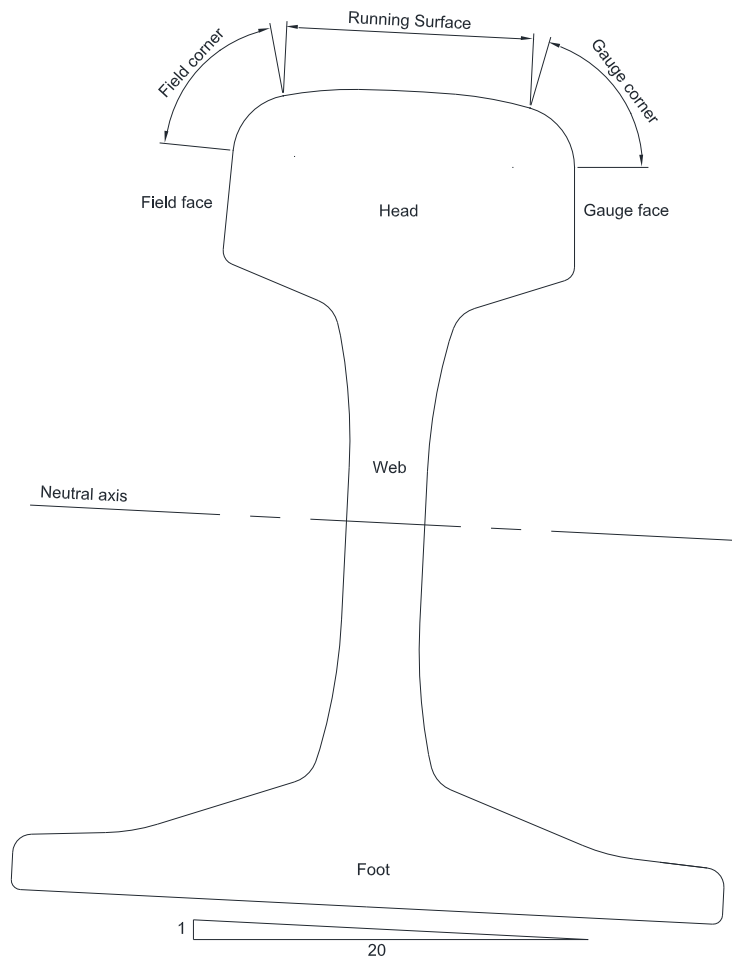 Running Surface
Field corner
Gauge corner
Field face
Head
Gauge face
Web
Neutral axis
Foot
1
20